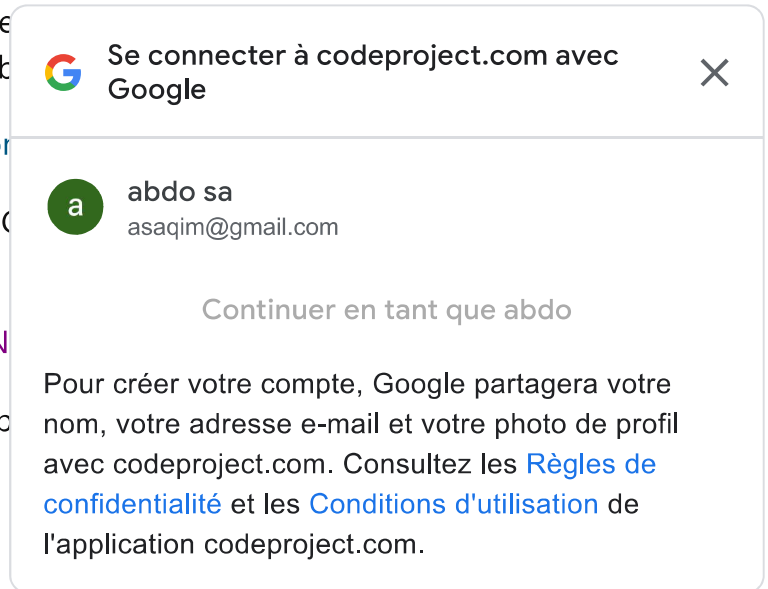 Se connecter à codeproject.com avec
Google
a
abdo sa
asaqim@gmail.com
Continuer en tant que abdo
Pour créer votre compte, Google partagera votre
nom, votre adresse e-mail et votre photo de profil
avec codeproject.com. Consultez les Règles de
confidentialité et les Conditions d'utilisation de
l'application codeproject.com.